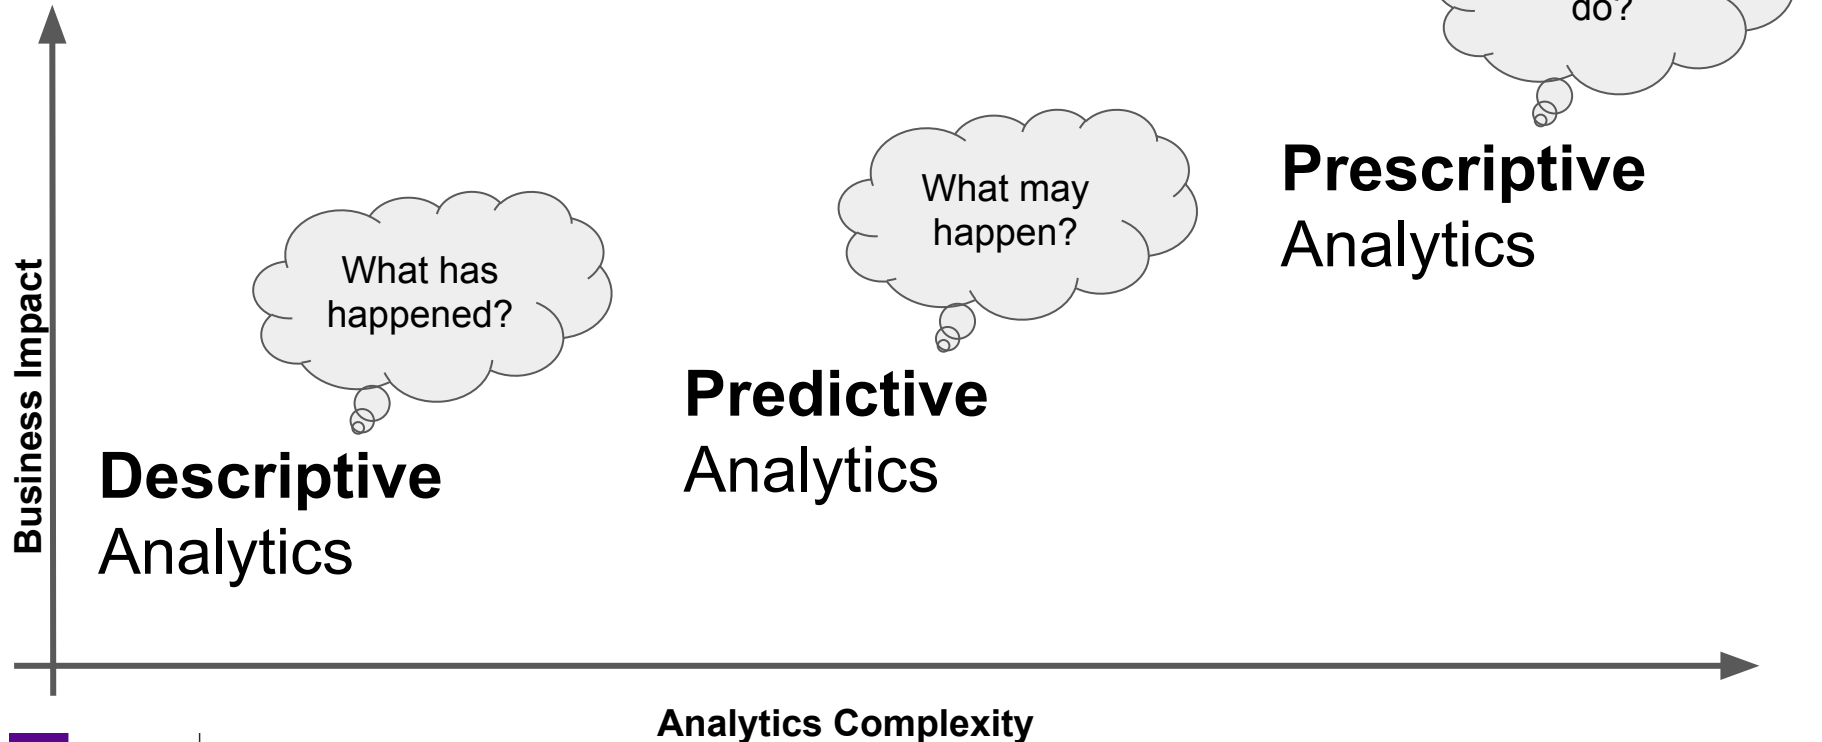 do?
What may
happen?
Prescriptive
Analytics
What has
happened?
Predictive
Analytics
Descriptive
Analytics
Business Impact
Analytics Complexity